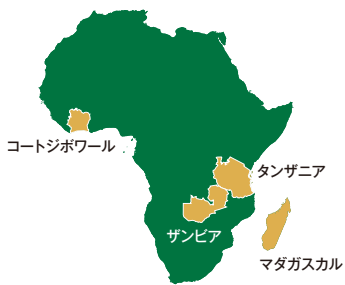 コートジボワール
タンザニア
ザンビア
マダガスカル